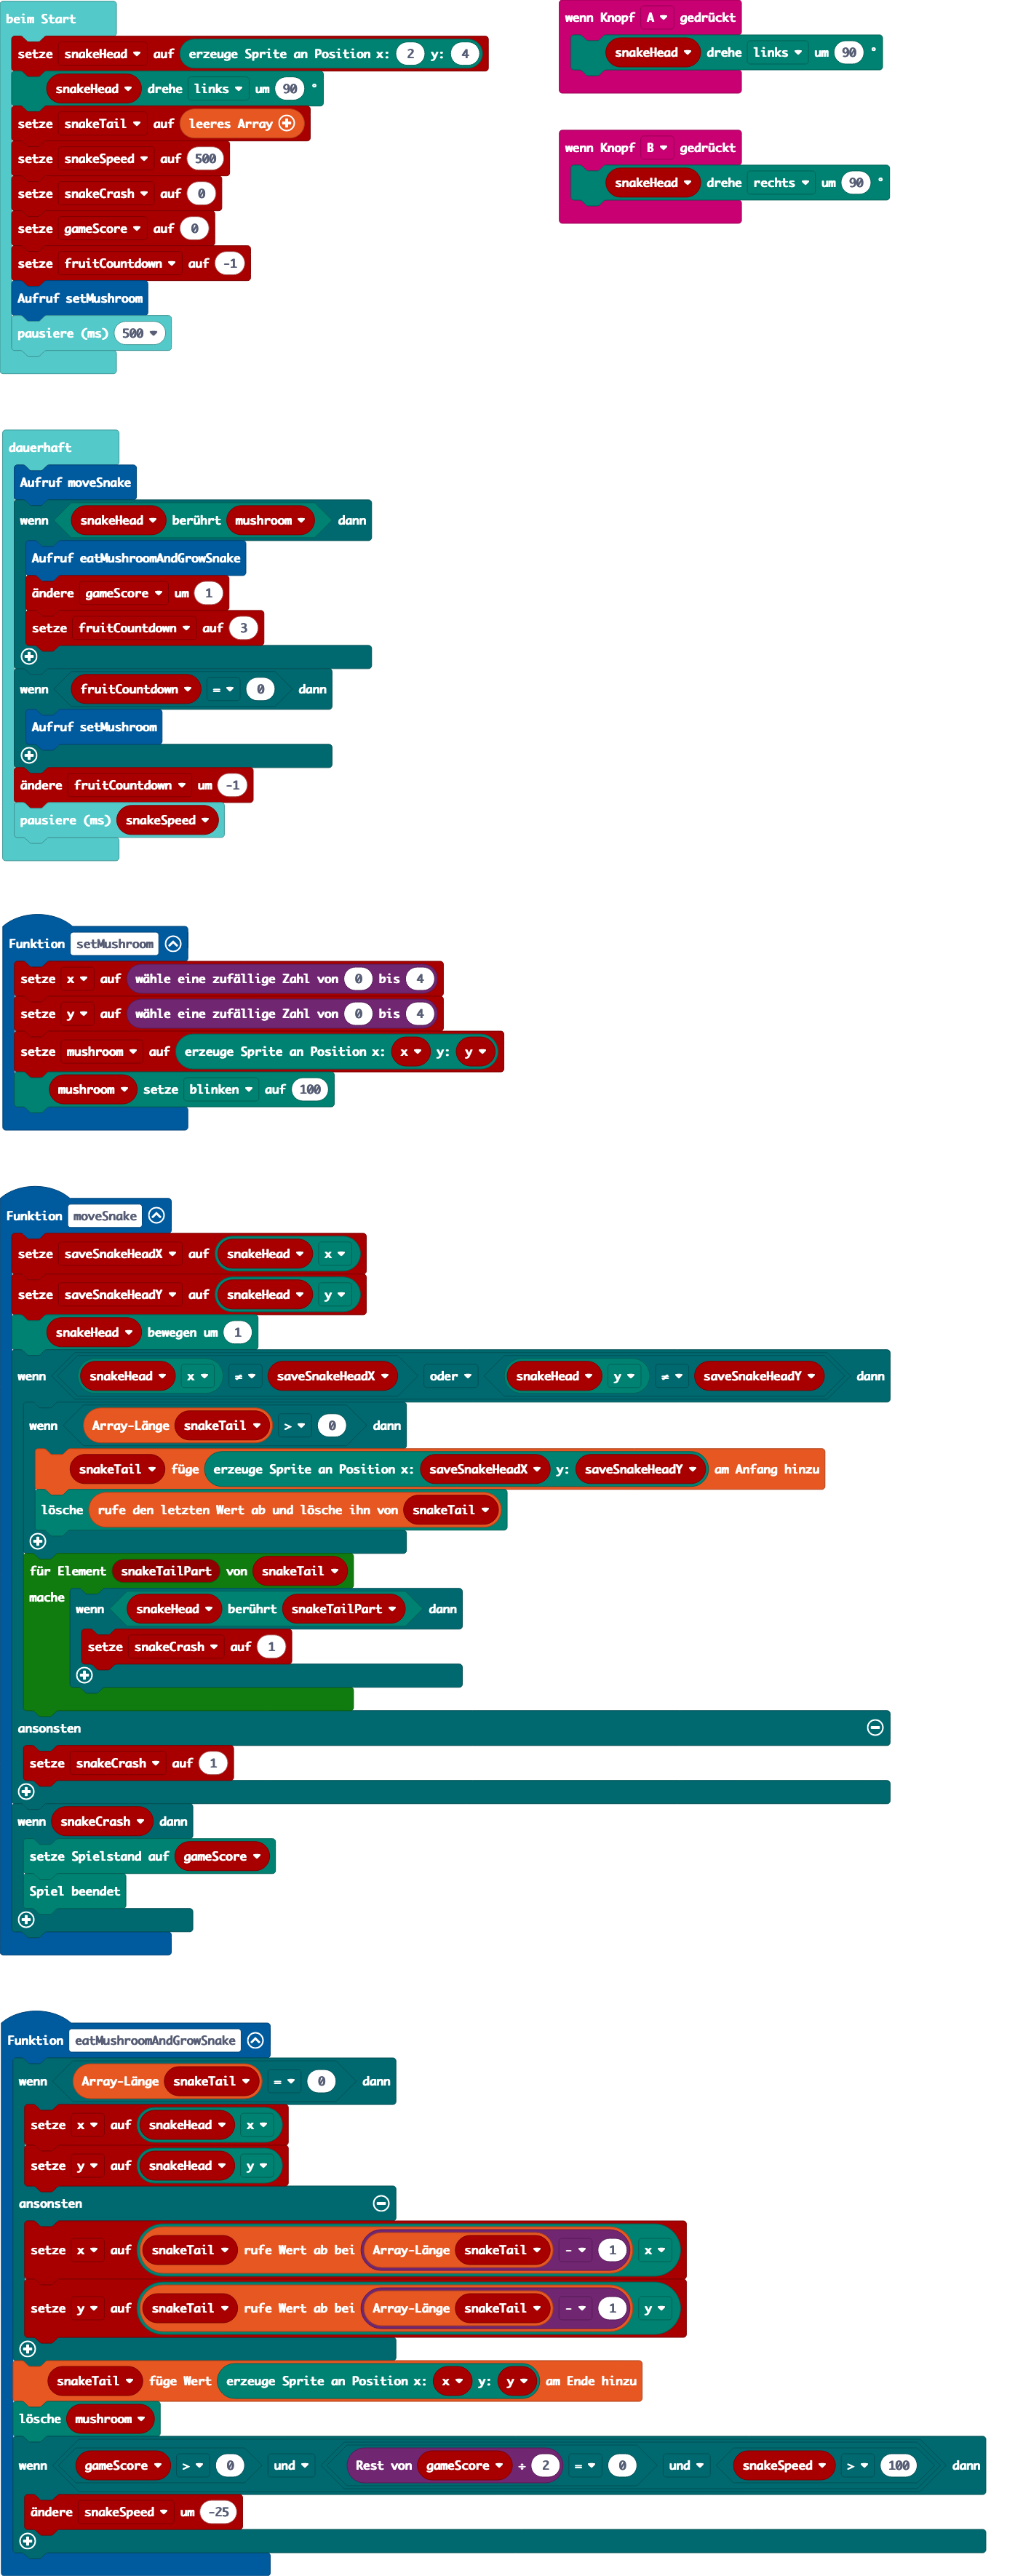 beim Start
setze snakeHead auf erzeuge Sprite an Position x: 2 y: 4
snakeHead drehe links um 90 °
setze snakeTail auf leeres Array
setze snakeSpeed auf 500
setze snakeCrash auf 0
setze gameScore auf 0
setze fruitCountdown auf -1
Aufruf setMushroom
pausiere (ms) 500
wenn Knopf A gedrückt
snakeHead drehe links um 90 °
wenn Knopf B gedrückt
snakeHead drehe rechts um 90 °
dauerhaft
Aufruf moveSnake
wenn snakeHead berührt mushroom dann
Aufruf eatMushroomAndGrowSnake
ändere gameScore um 1
setze fruitCountdown auf 3
wenn fruitCountdown = 0 dann
Aufruf setMushroom
ändere fruitCountdown um -1
pausiere (ms) snakeSpeed
Funktion setMushroom
setze x auf wähle eine zufällige Zahl von 0 bis 4
setze y auf wähle eine zufällige Zahl von 0 bis 4
setze mushroom auf erzeuge Sprite an Position x: x y: y
mushroom setze blinken auf 100
Funktion moveSnake
setze saveSnakeHeadX auf snakeHead x
setze saveSnakeHeadY auf snakeHead y
snakeHead bewegen um 1
wenn snakeHead x ≠ saveSnakeHeadX oder snakeHead y ≠ saveSnakeHeadY dann
wenn Array-Länge snakeTail > 0 dann
snakeTail füge erzeuge Sprite an Position x: saveSnakeHeadX y: saveSnakeHeadY am Anfang hinzu
lösche rufe den letzten Wert ab und lösche ihn von snakeTail
für Element snakeTailPart von snakeTail
mache wenn snakeHead berührt snakeTailPart dann
setze snakeCrash auf 1
ansonsten
setze snakeCrash auf 1
wenn snakeCrash dann
setze Spielstand auf gameScore
Spiel beendet
Funktion eatMushroomAndGrowSnake
wenn Array-Länge snakeTail = 0 dann
setze x auf snakeHead x
setze y auf snakeHead y
ansonsten
setze x auf snakeTail rufe Wert ab bei Array-Länge snakeTail - 1 x
setze y auf snakeTail rufe Wert ab bei Array-Länge snakeTail - 1 y
snakeTail füge Wert erzeuge Sprite an Position x: x y: y am Ende hinzu
lösche mushroom
wenn gameScore > 0 und Rest von gameScore ÷ 2 = 0 und snakeSpeed > 100 dann
ändere snakeSpeed um -25